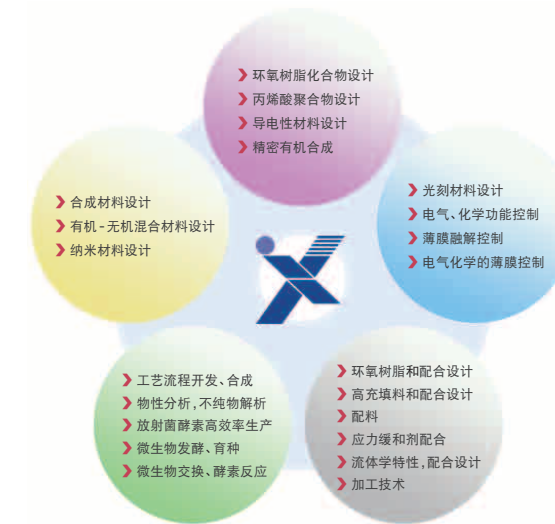 环氧树脂化合物设计
丙烯酸聚合物设计
导电性材料设计
精密有机合成
合成材料设计
有机-无机混合材料设计
纳米材料设计
光刻材料设计
电气、化学功能控制
薄膜融解控制
电气化学的薄膜控制
工艺流程开发、合成
物性分析,不纯物解析
放射菌酵素高效率生产
微生物发酵、育种
微生物交换、酵素反应
环氧树脂和配合设计
高充填料和配合设计
配料
应力缓和剂配合
流体学特性,配合设计
加工技术